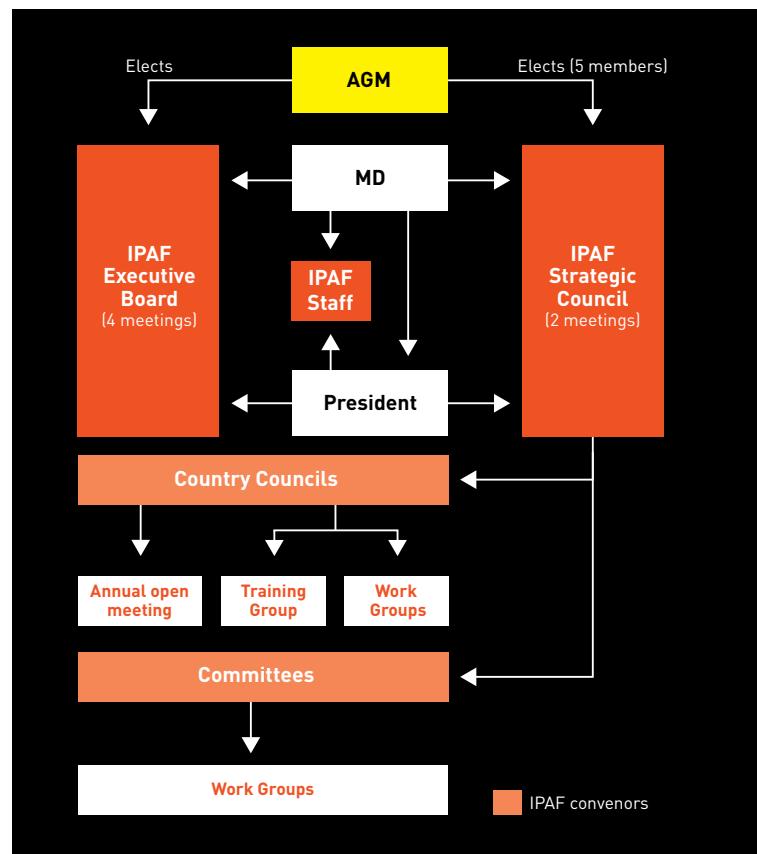 Elects
AGM
Elects (5 members)
MD
IPAF
Executive
Board
(4 meetings)
IPAF
Staff
IPAF
Strategic
Council
(2 meetings)
President
Country Councils
Annual open
meeting
Training
Group
Work
Groups
Committees
Work Groups
IPAF convenors